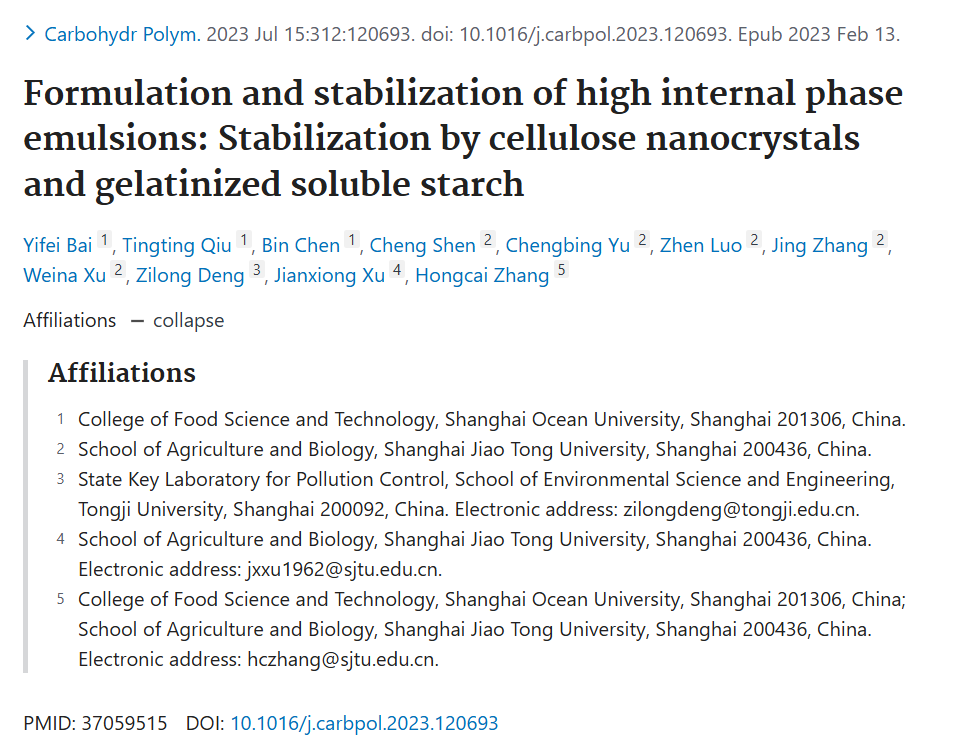 Carbohydr Polym. 2023 Jul 15:312:120693. doi: 10.1016/j.carbpol.2023.120693. Epub 2023 Feb 13.
Formulation and stabilization of high internal phase
emulsions: Stabilization by cellulose nanocrystals
and gelatinized soluble starch
Yifei Bai 1, Tingting Qiu 1, Bin Chen 1, Cheng Shen 2, Chengbing Yu 2, Zhen Luo 2, Jing Zhang 2,
Weina Xu 2, Zilong Deng 3, Jianxiong Xu 4, Hongcai Zhang 5
Affiliations — collapse
Affiliations
1 College of Food Science and Technology, Shanghai Ocean University, Shanghai 201306, China.
2 School of Agriculture and Biology, Shanghai Jiao Tong University, Shanghai 200436, China.
3 State Key Laboratory for Pollution Control, School of Environmental Science and Engineering,
Tongji University, Shanghai 200092, China. Electronic address: zilongdeng@tongji.edu.cn.
4 School of Agriculture and Biology, Shanghai Jiao Tong University, Shanghai 200436, China.
Electronic address: jxxu1962@sjtu.edu.cn.
5 College of Food Science and Technology, Shanghai Ocean University, Shanghai 201306, China;
School of Agriculture and Biology, Shanghai Jiao Tong University, Shanghai 200436, China.
Electronic address: hczhang@sjtu.edu.cn.
PMID: 37059515 DOI: 10.1016/j.carbpol.2023.120693